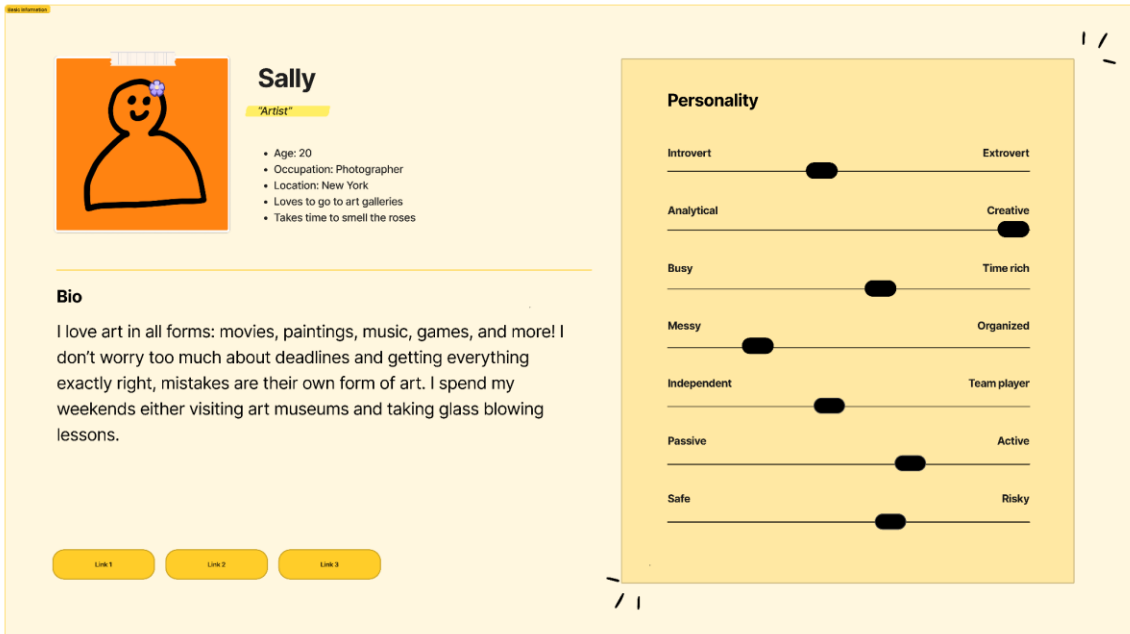 Basic information
Sally
"Artist"
• Age: 20
• Occupation: Photographer
• Location: New York
• Loves to go to art galleries
• Takes time to smell the roses
Bio
I love art in all forms: movies, paintings, music, games, and more! I
don’t worry too much about deadlines and getting everything
exactly right, mistakes are their own form of art. I spend my
weekends either visiting art museums and taking glass blowing
lessons.
Link 1 Link 2 Link 3
Personality
Introvert Extrovert
Analytical Creative
Busy Time rich
Messy Organized
Independent Team player
Passive Active
Safe Risky